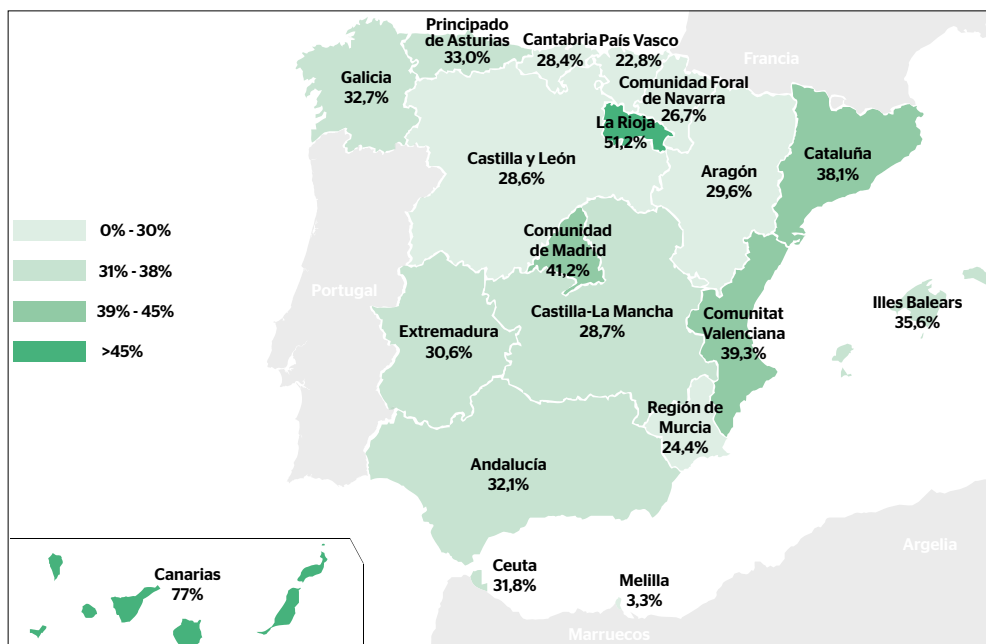 Principado
de Asturias
33,0%
Cantabria
28,4%
País Vasco
22,8%
Francia
Galicia
32,7%
Comunidad Foral
de Navarra
26,7%
La Rioja
51,2%
Castilla y León
28,6%
Aragón
29,6%
Cataluña
38,1%
0% - 30%
31% - 38%
39% - 45%
>45%
Comunidad
de Madrid
41,2%
Portugal
Castilla-La Mancha
28,7%
Comunitat
Valenciana
39,3%
Illes Balears
35,6%
Extremadura
30,6%
Región de
Murcia
24,4%
Andalucía
32,1%
Argelia
Ceuta
31,8%
Melilla
3,3%
Canarias
77%
Marruecos